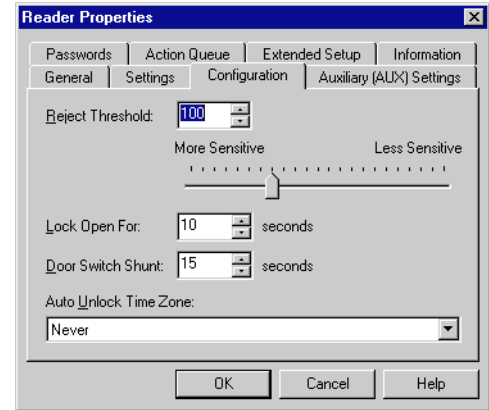 Reader Properties
Passwords Action Queue Extended Setup Information
General Settings Configuration Auxiliary (AUX) Settings
Reject Threshold: 100
More Sensitive Less Sensitive
Lock Open For: 10 seconds
Door Switch Shunt: 15 seconds
Auto Unlock Time Zone:
Never
OK Cancel Help